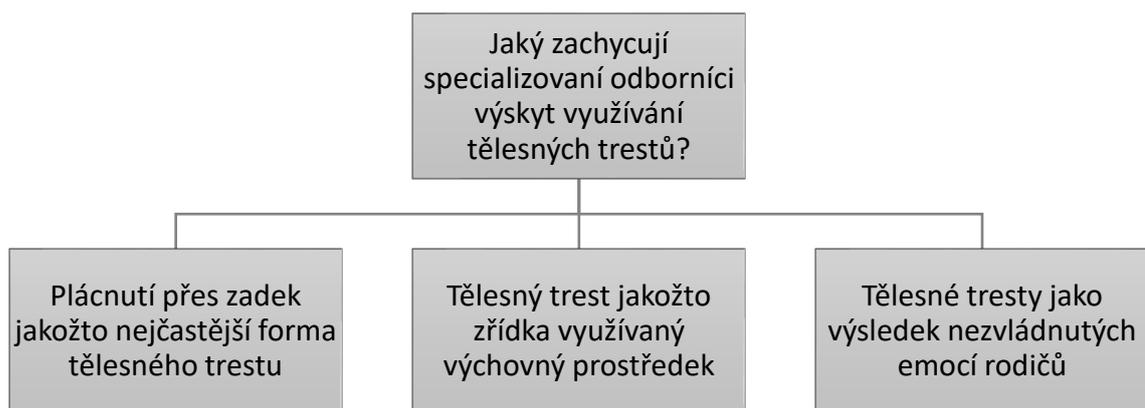 Jaký zachycují
specializovaní odborníci
výskyt využívání
tělesných trestů?
Plácnutí přes zadek
jakožto nejčastější forma
tělesného trestu
Tělesný trest jakožto
zřídka využívaný
výchovný prostředek
Tělesné tresty jako
výsledek nezvládnutých
emocí rodičů